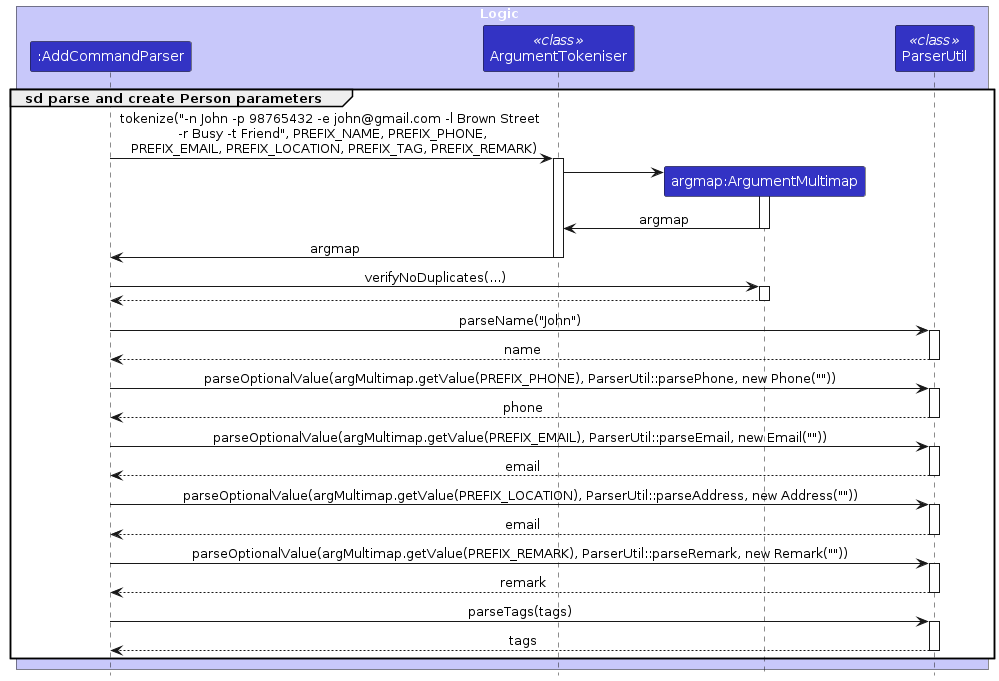 Logic
:AddCommandParser
«class»
ArgumentTokeniser
«class»
ParserUtil
sd parse and create Person parameters
tokenize("-n John -p 98765432 -e john@gmail.com -l Brown Street
-r Busy -t Friend", PREFIX_NAME, PREFIX_PHONE,
PREFIX_EMAIL, PREFIX_LOCATION, PREFIX_TAG, PREFIX_REMARK)
argmap:ArgumentMultimap
argmap
argmap
verifyNoDuplicates(...)
parseName("John")
name
parseOptionalValue(argMultimap.getValue(PREFIX_PHONE), ParserUtil::parsePhone, new Phone(""))
phone
parseOptionalValue(argMultimap.getValue(PREFIX_EMAIL), ParserUtil::parseEmail, new Email(""))
email
parseOptionalValue(argMultimap.getValue(PREFIX_LOCATION), ParserUtil::parseAddress, new Address(""))
email
parseOptionalValue(argMultimap.getValue(PREFIX_REMARK), ParserUtil::parseRemark, new Remark(""))
remark
parseTags(tags)
tags